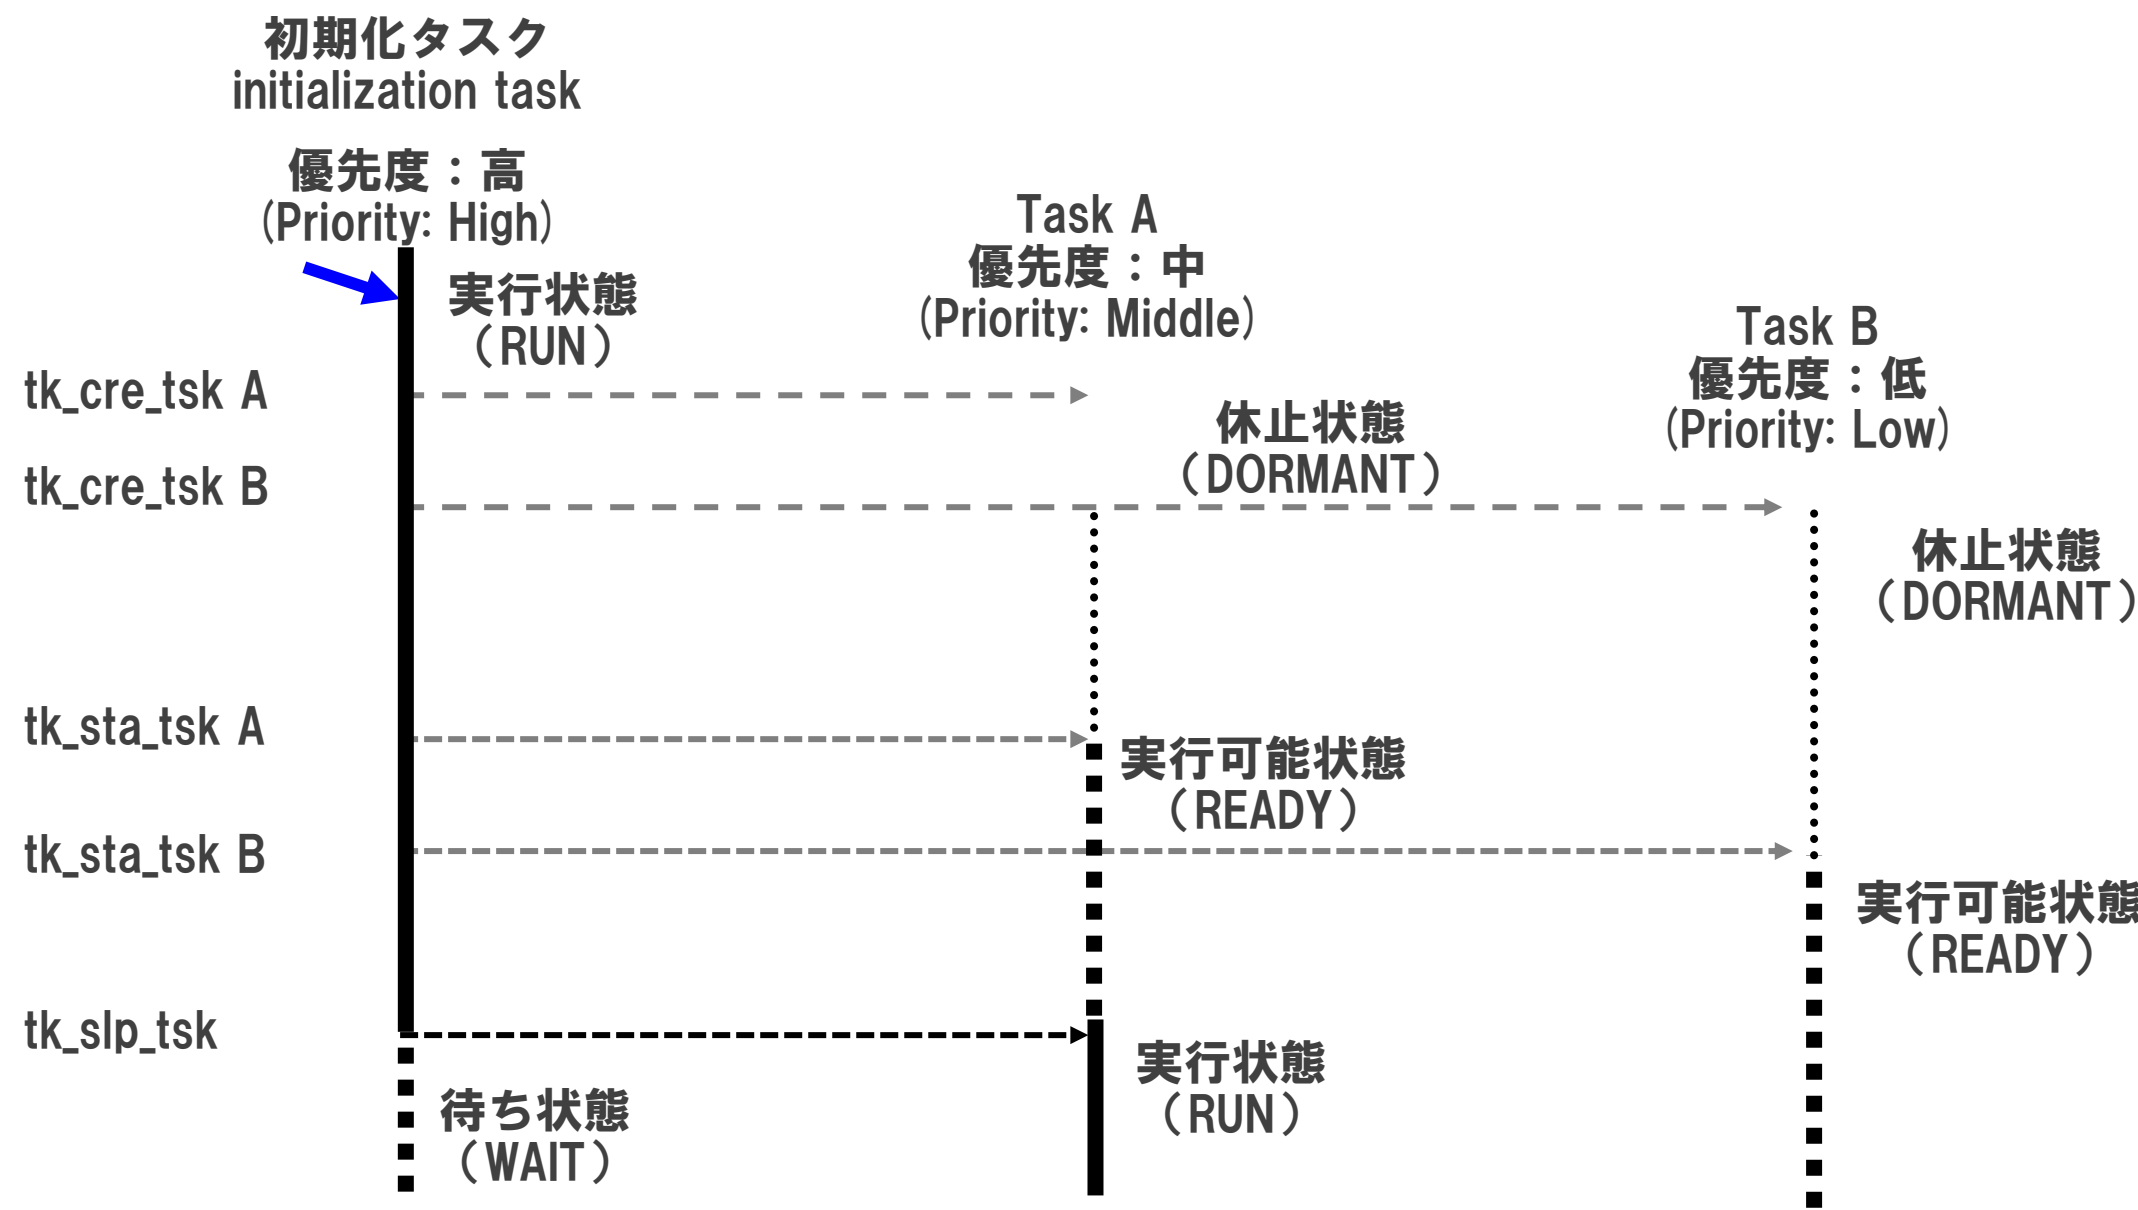 初期化タスク
initialization task
優先度：高
(Priority: High)
実行状態
（RUN）
Task A
優先度：中
(Priority: Middle)
Task B
優先度：低
(Priority: Low)
tk_cre_tsk A
休止状態
（DORMANT）
tk_cre_tsk B
休止状態
（DORMANT）
tk_sta_tsk A
実行可能状態
（READY）
tk_sta_tsk B
実行可能状態
（READY）
tk_slp_tsk
実行状態
（RUN）
待ち状態
（WAIT）